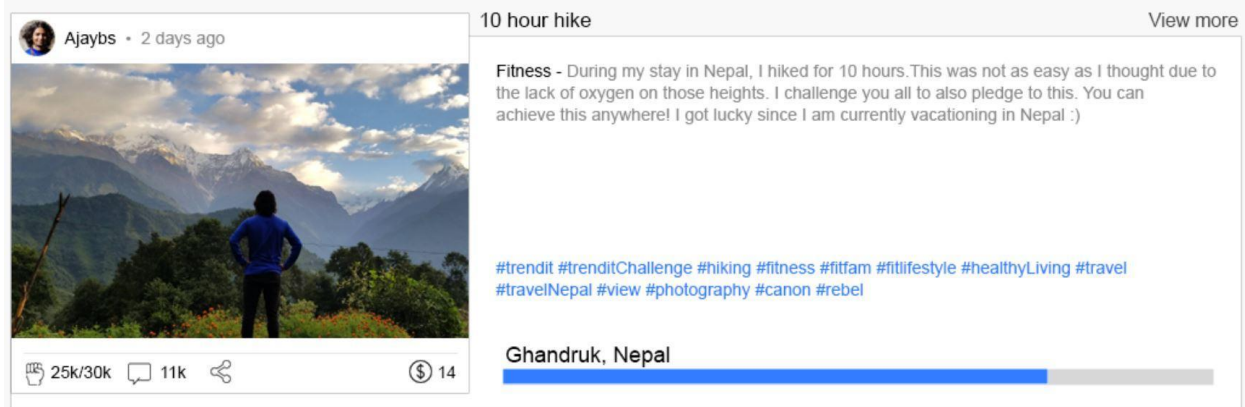 Ajaybs • 2 days ago
10 hour hike
View more
Fitness - During my stay in Nepal, I hiked for 10 hours.This was not as easy as I thought due to
the lack of oxygen on those heights. I challenge you all to also pledge to this. You can
achieve this anywhere! I got lucky since I am currently vacationing in Nepal :)
#trendit #trenditChallenge #hiking #fitness #fitfam #fitlifestyle #healthyLiving #travel
#travelNepal #view #photography #canon #rebel
Ghandruk, Nepal
25k/30k 11k $ 14